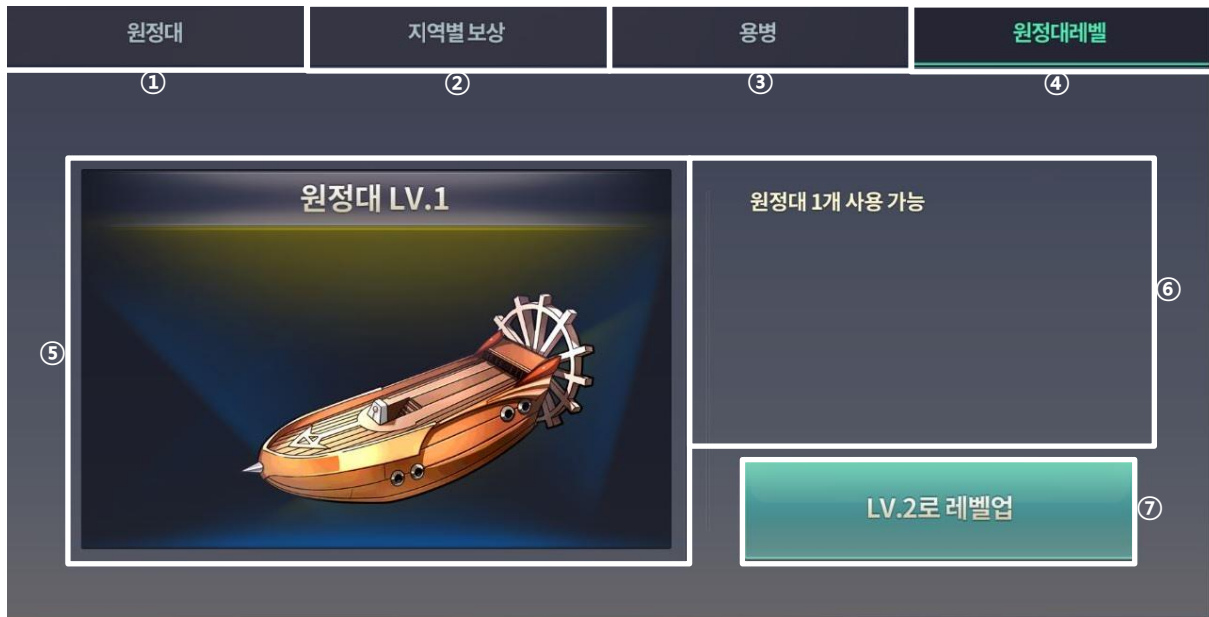 원정대 지역별 보상 용병 원정대레벨
① ② ③ ④
원정대 LV.1
원정대 1개 사용 가능
⑥
⑤
LV.2로 레벨업
⑦